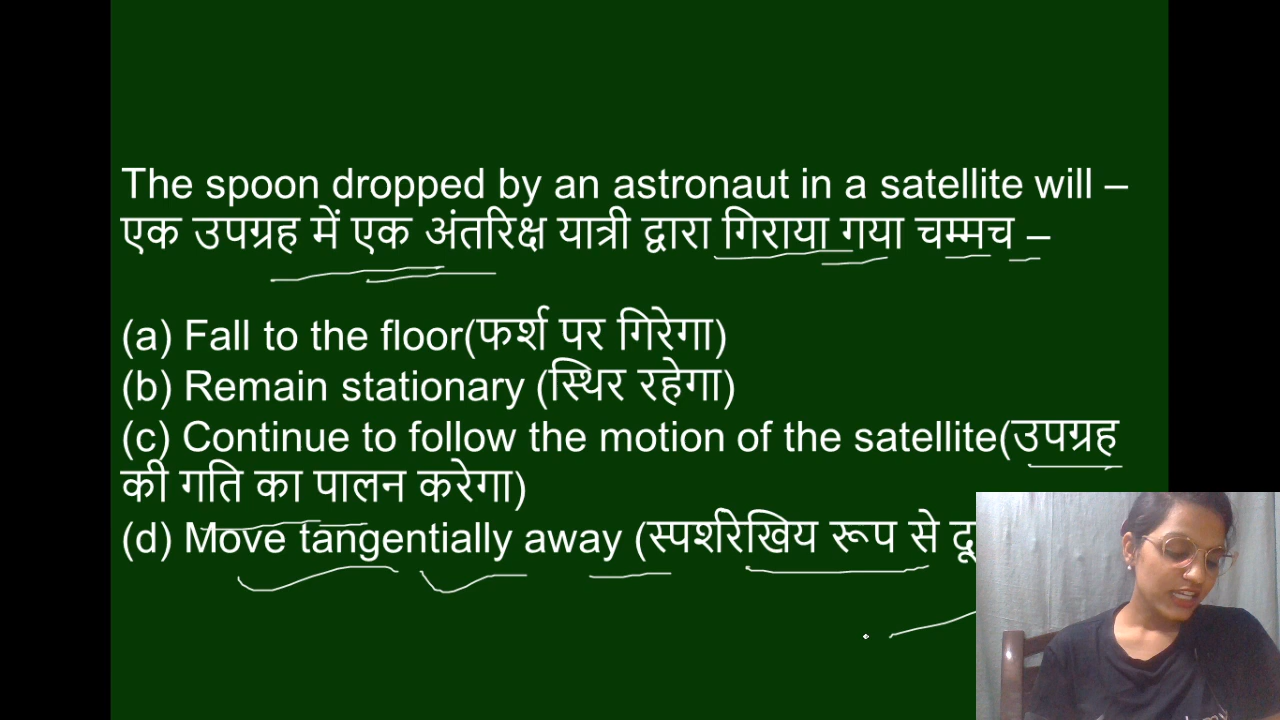 The spoon dropped by an astronaut in a satellite will –
एक उपग्रह में एक अंतरिक्ष यात्री द्वारा गिराया गया चम्मच –
(a) Fall to the floor(फर्श पर गिरेगा)
(b) Remain stationary (स्थिर रहेगा)
(c) Continue to follow the motion of the satellite(उपग्रह
की गति का पालन करेगा)
(d) Move tangentially away (स्पर्शरेखिय रूप से